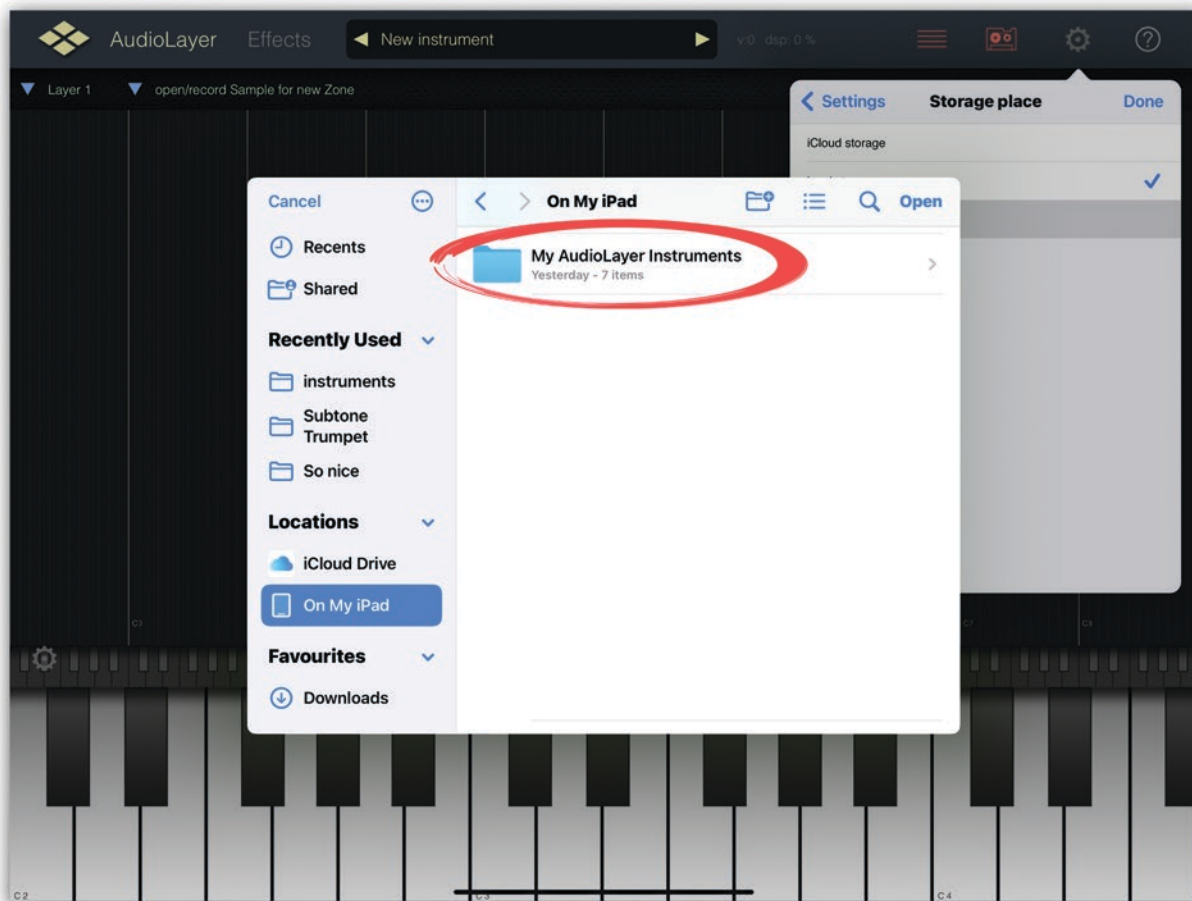 AudioLayer
Effects
New instrument
v:0 dsp: 0 %
Layer 1
open/record Sample for new Zone
Settings
Storage place
Done
iCloud storage
Cancel
On My iPad
Open
Recents
Shared
Recently Used
instruments
Subtone
Trumpet
So nice
Locations
iCloud Drive
On My iPad
Favourites
Downloads
My AudioLayer Instruments
Yesterday - 7 items
C7
C8
C2
C3
C4